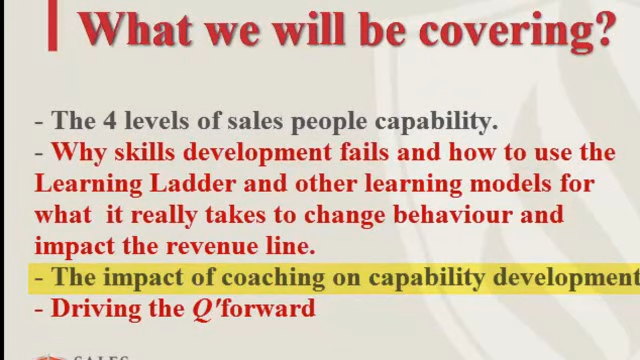 What we will be covering?
- The 4 levels of sales people capability.
- Why skills development fails and how to use the
Learning Ladder and other learning models for
what it really takes to change behaviour and
impact the revenue line.
- The impact of coaching on capability development
- Driving the Q'forward
SALES